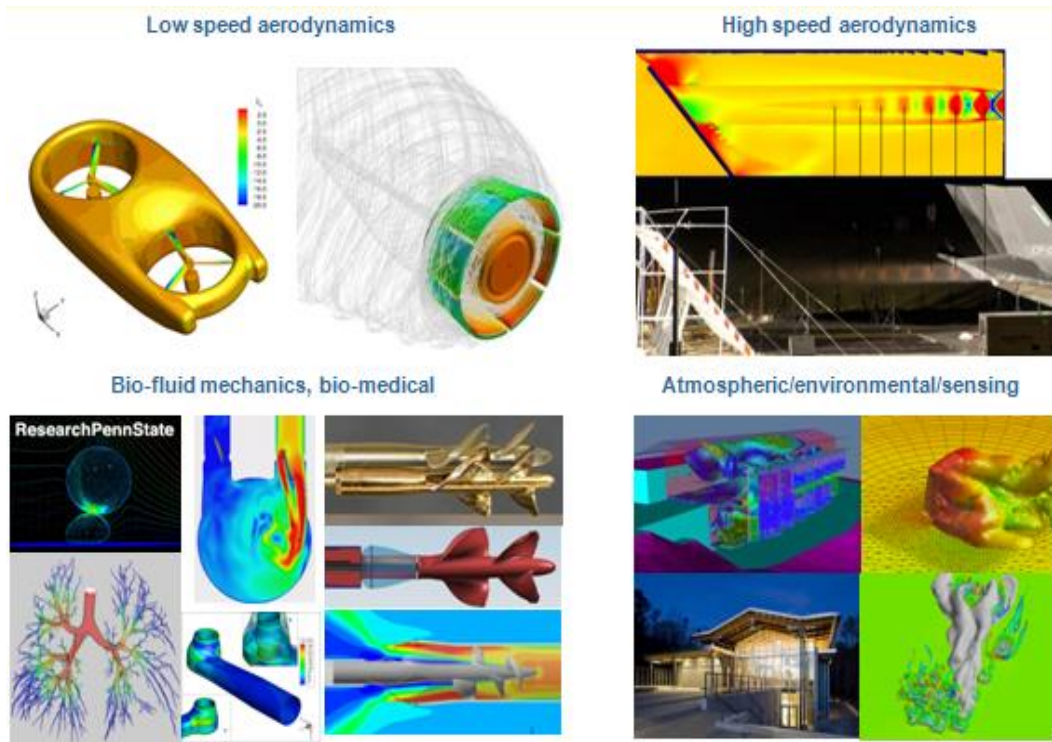 Low speed aerodynamics
High speed aerodynamics
Bio-fluid mechanics, bio-medical
Atmospheric/environmental/sensing
ResearchPennState